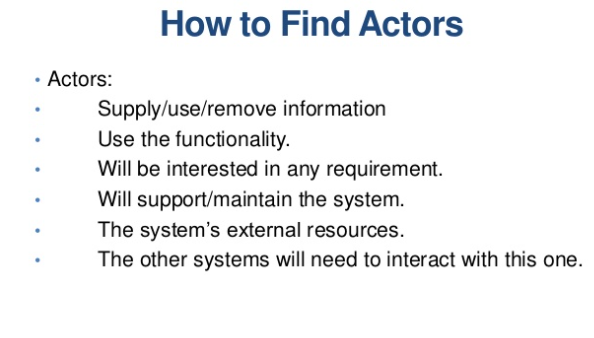 How to Find Actors
• Actors:
• Supply/use/remove information
• Use the functionality.
• Will be interested in any requirement.
• Will support/maintain the system.
• The system’s external resources.
• The other systems will need to interact with this one.